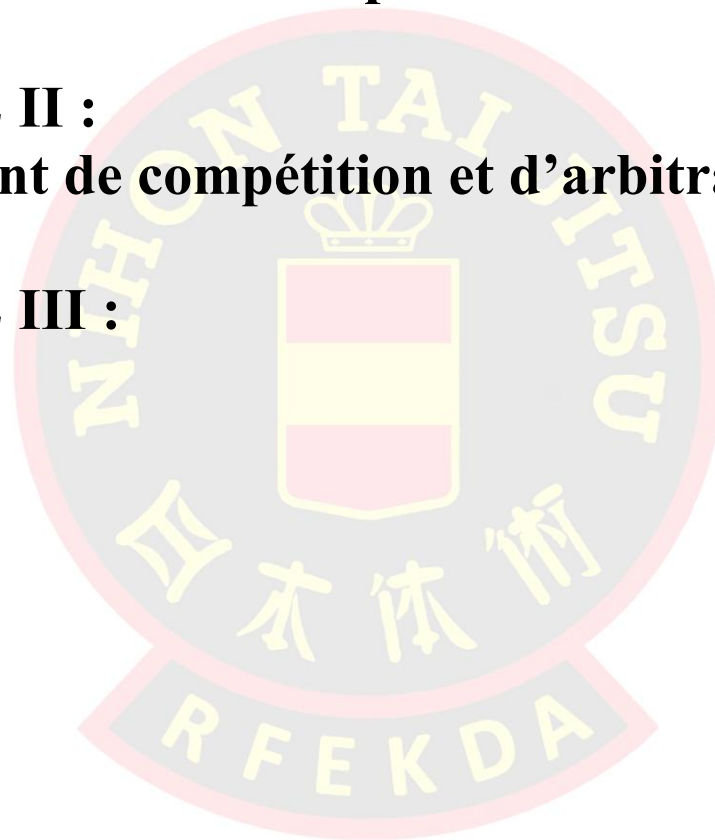 II :
nt de compétition et d’arbitra
III :
NIHON TAI JITSU
日本体術
RFEKDA